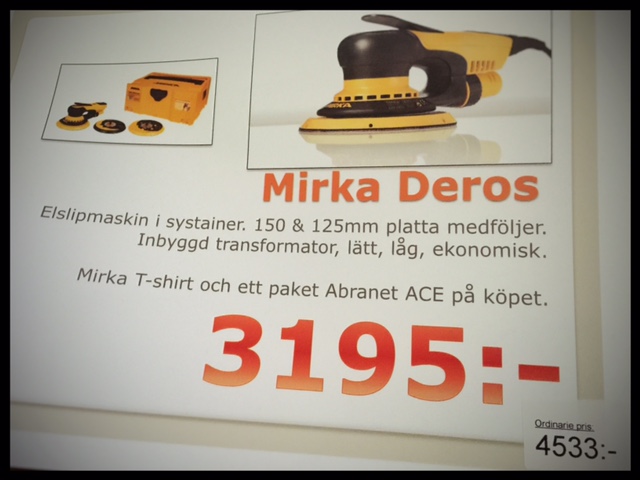 MIRKA
Mirka Deros
Elslipmaskin i systainer. 150 & 125mm platta medföljer.
Inbyggd transformator, lätt, låg, ekonomisk.
Mirka T-shirt och ett paket Abranet ACE på köpet.
3195:-
Ordinarie pris.
4533:-